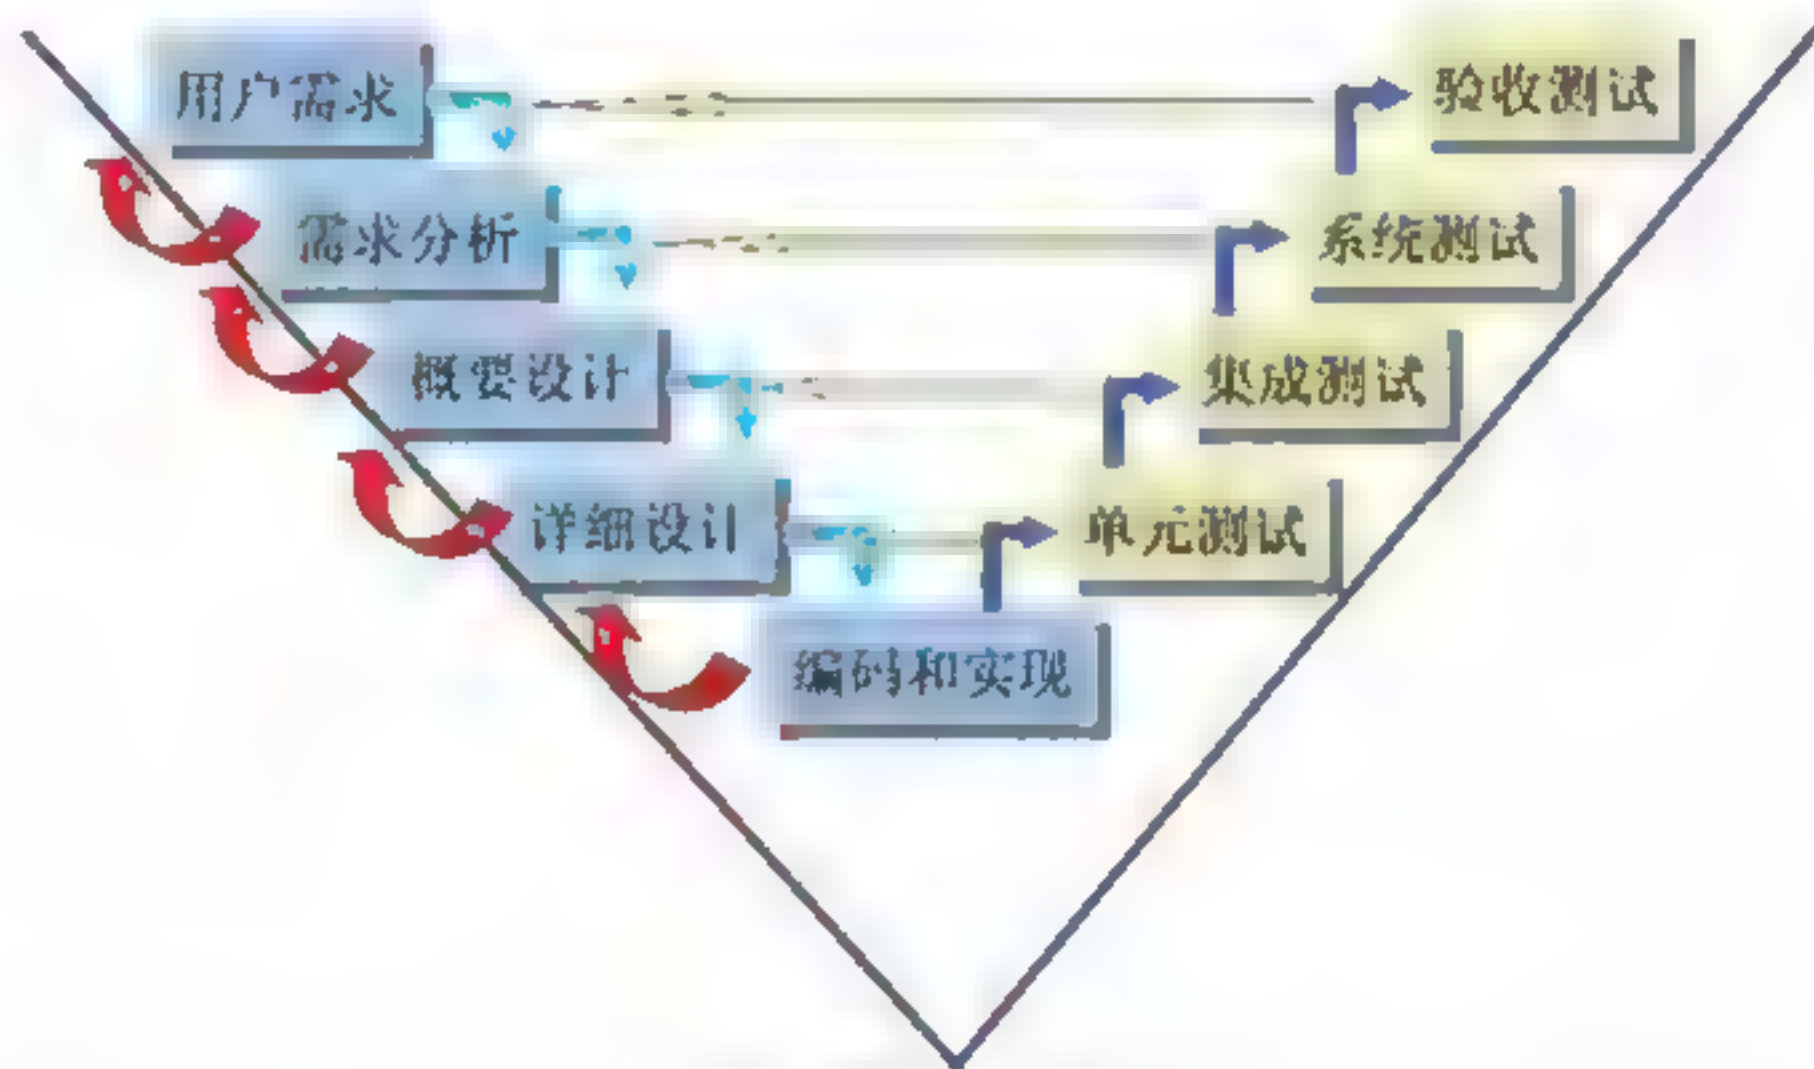 用户需求
验收测试
需求分析
系统测试
概要设计
集成测试
详细设计
单元测试
编码和实现